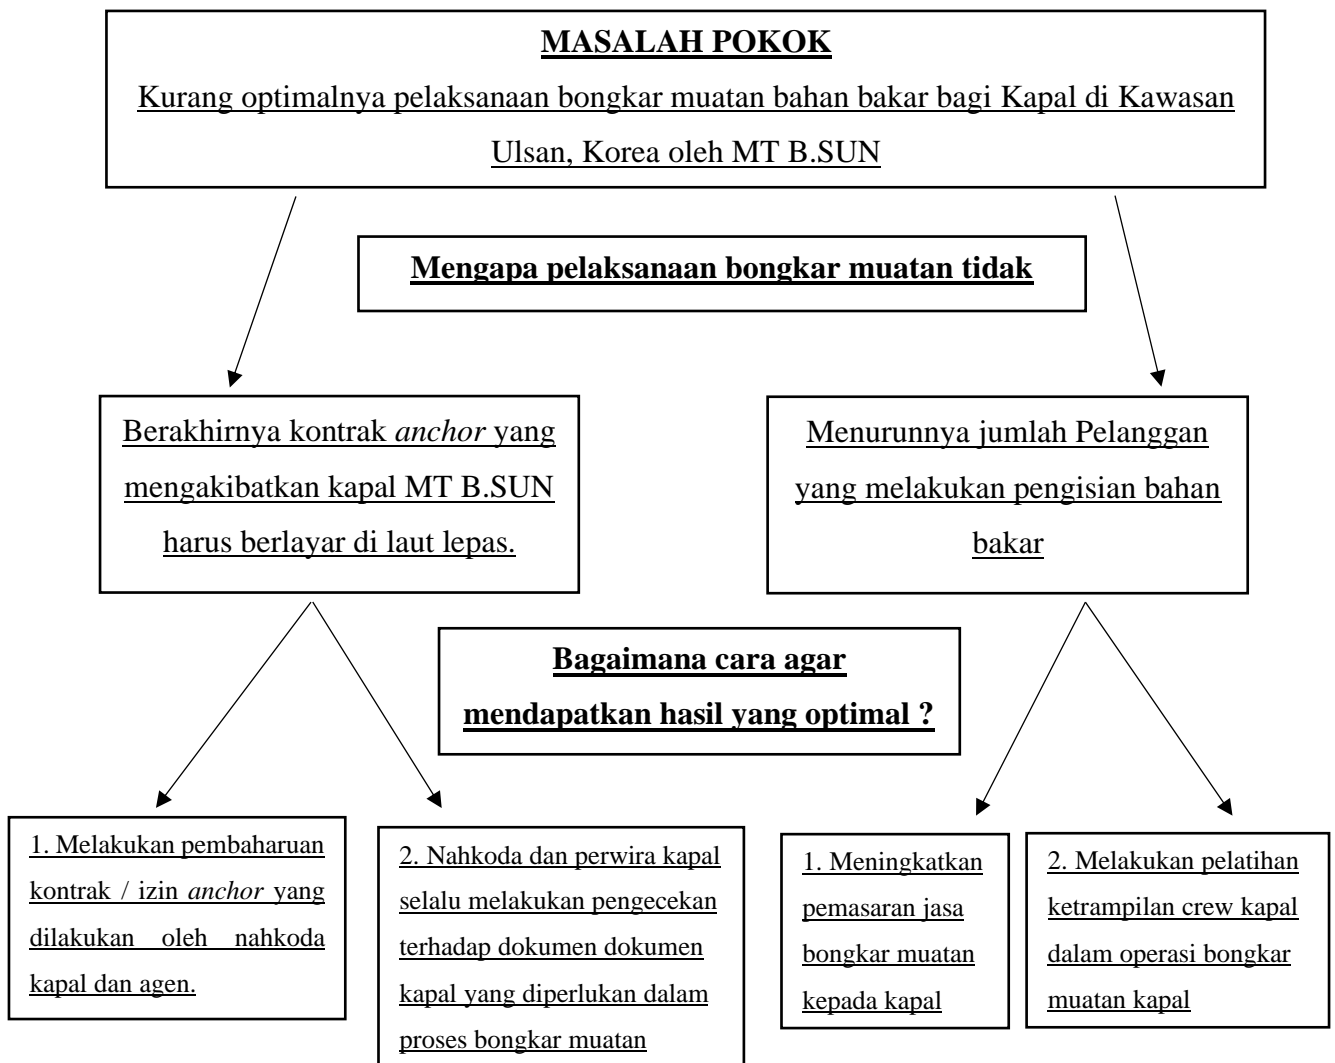 MASALAH POKOK
Kurang optimalnya pelaksanaan bongkar muatan bahan bakar bagi Kapal di Kawasan
Ulsan, Korea oleh MT B.SUN
Mengapa pelaksanaan bongkar muatan tidak
Berakhirnya kontrak anchor yang
mengakibatkan kapal MT B.SUN
harus berlayar di laut lepas.
Menurunnya jumlah Pelanggan
yang melakukan pengisian bahan
bakar
Bagaimana cara agar
mendapatkan hasil yang optimal ?
1. Melakukan pembaharuan
kontrak / izin anchor yang
dilakukan oleh nahkoda
kapal dan agen.
2. Nahkoda dan perwira kapal
selalu melakukan pengecekan
terhadap dokumen dokumen
kapal yang diperlukan dalam
proses bongkar muatan
1. Meningkatkan
pemasaran jasa
bongkar muatan
kepada kapal
2. Melakukan pelatihan
ketrampilan crew kapal
dalam operasi bongkar
muatan kapal